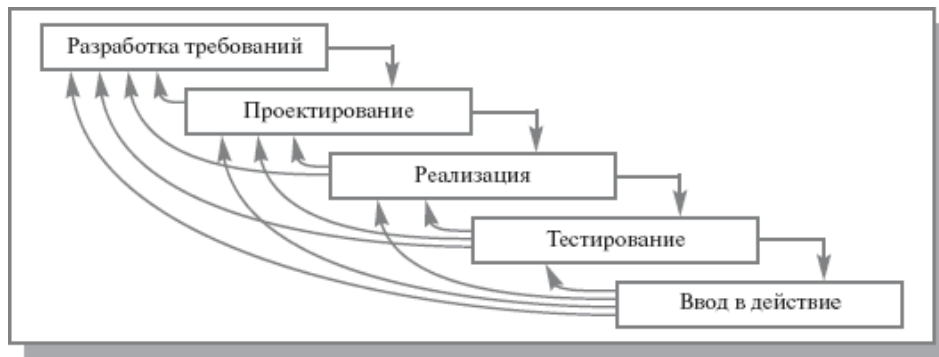 Разработка требований
Проектирование
Реализация
Тестирование
Ввод в действие